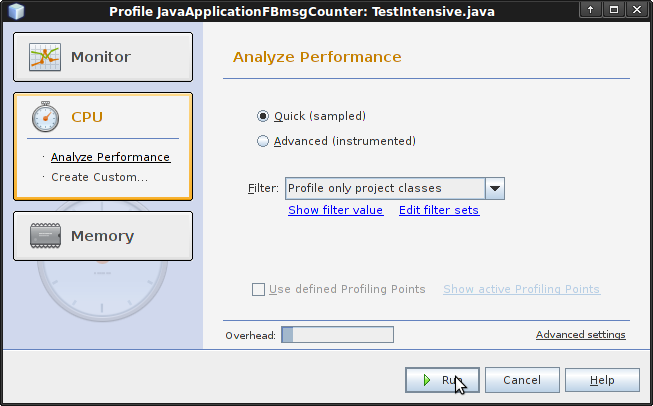 Profile JavaApplicationFBmsgCounter: TestIntensive.java
Monitor
CPU
· Analyze Performance
· Create Custom...
Memory
Analyze Performance
Quick (sampled)
Advanced (instrumented)
Filter: Profile only project classes
Show filter value Edit filter sets
Use defined Profiling Points Show active Profiling Points
Overhead: Advanced settings
Run Cancel Help